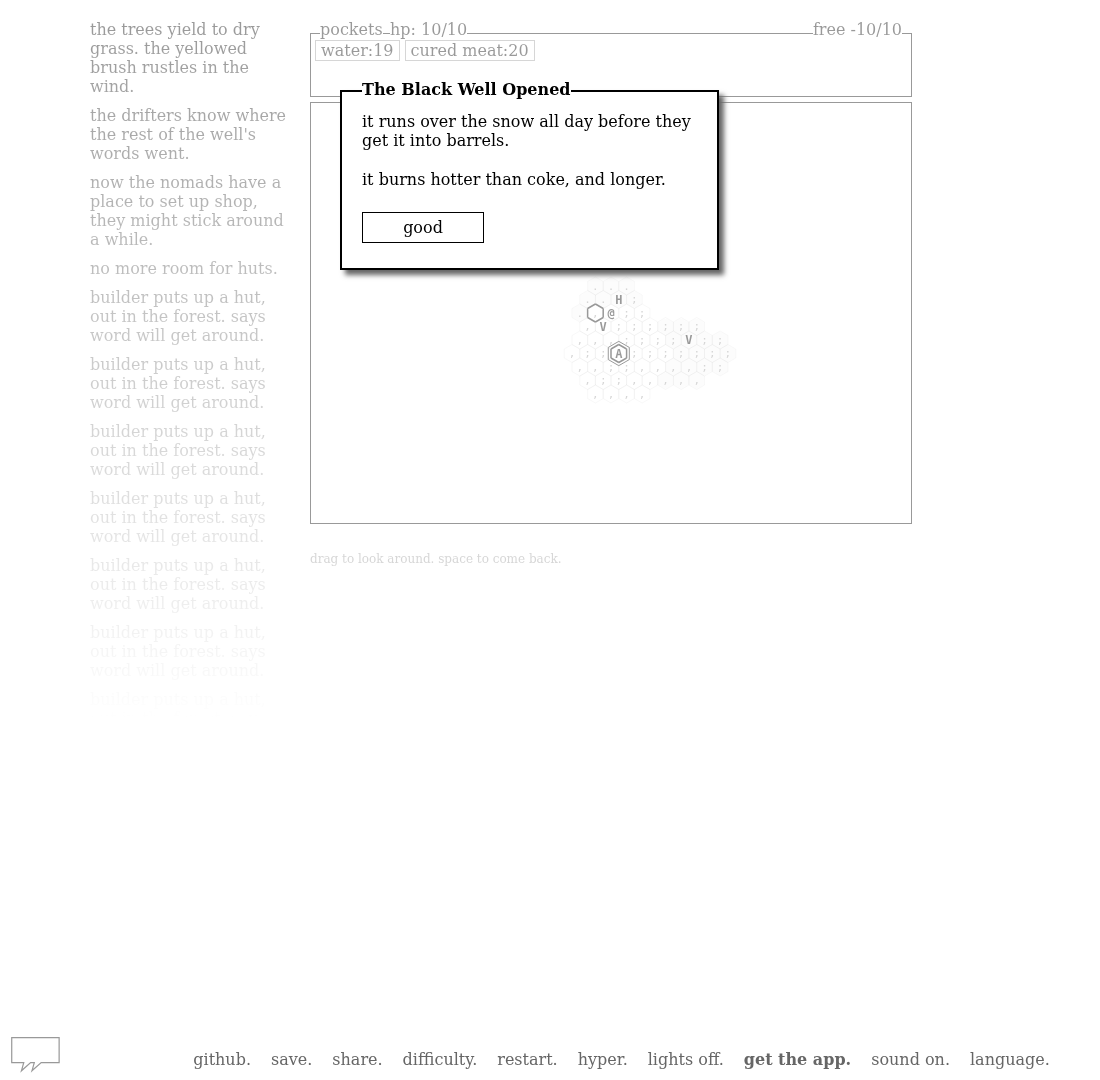 the trees yield to dry
grass. the yellowed
brush rustles in the
wind.
the drifters know where
the rest of the well's
words went.
now the nomads have a
place to set up shop,
they might stick around
a while.
no more room for huts.
builder puts up a hut,
out in the forest. says
word will get around.
builder puts up a hut,
out in the forest. says
word will get around.
builder puts up a hut,
out in the forest. says
word will get around.
builder puts up a hut,
out in the forest. says
word will get around.
builder puts up a hut,
out in the forest. says
word will get around.
builder puts up a hut,
out in the forest. says
word will get around.
builder puts up a hut,
pockets hp: 10/10 free -10/10
water:19 cured meat:20
The Black Well Opened
it runs over the snow all day before they
get it into barrels.
it burns hotter than coke, and longer.
good
H
@
V
V
A
drag to look around. space to come back.
github. save. share. difficulty. restart. hyper. lights off. get the app. sound on. language.